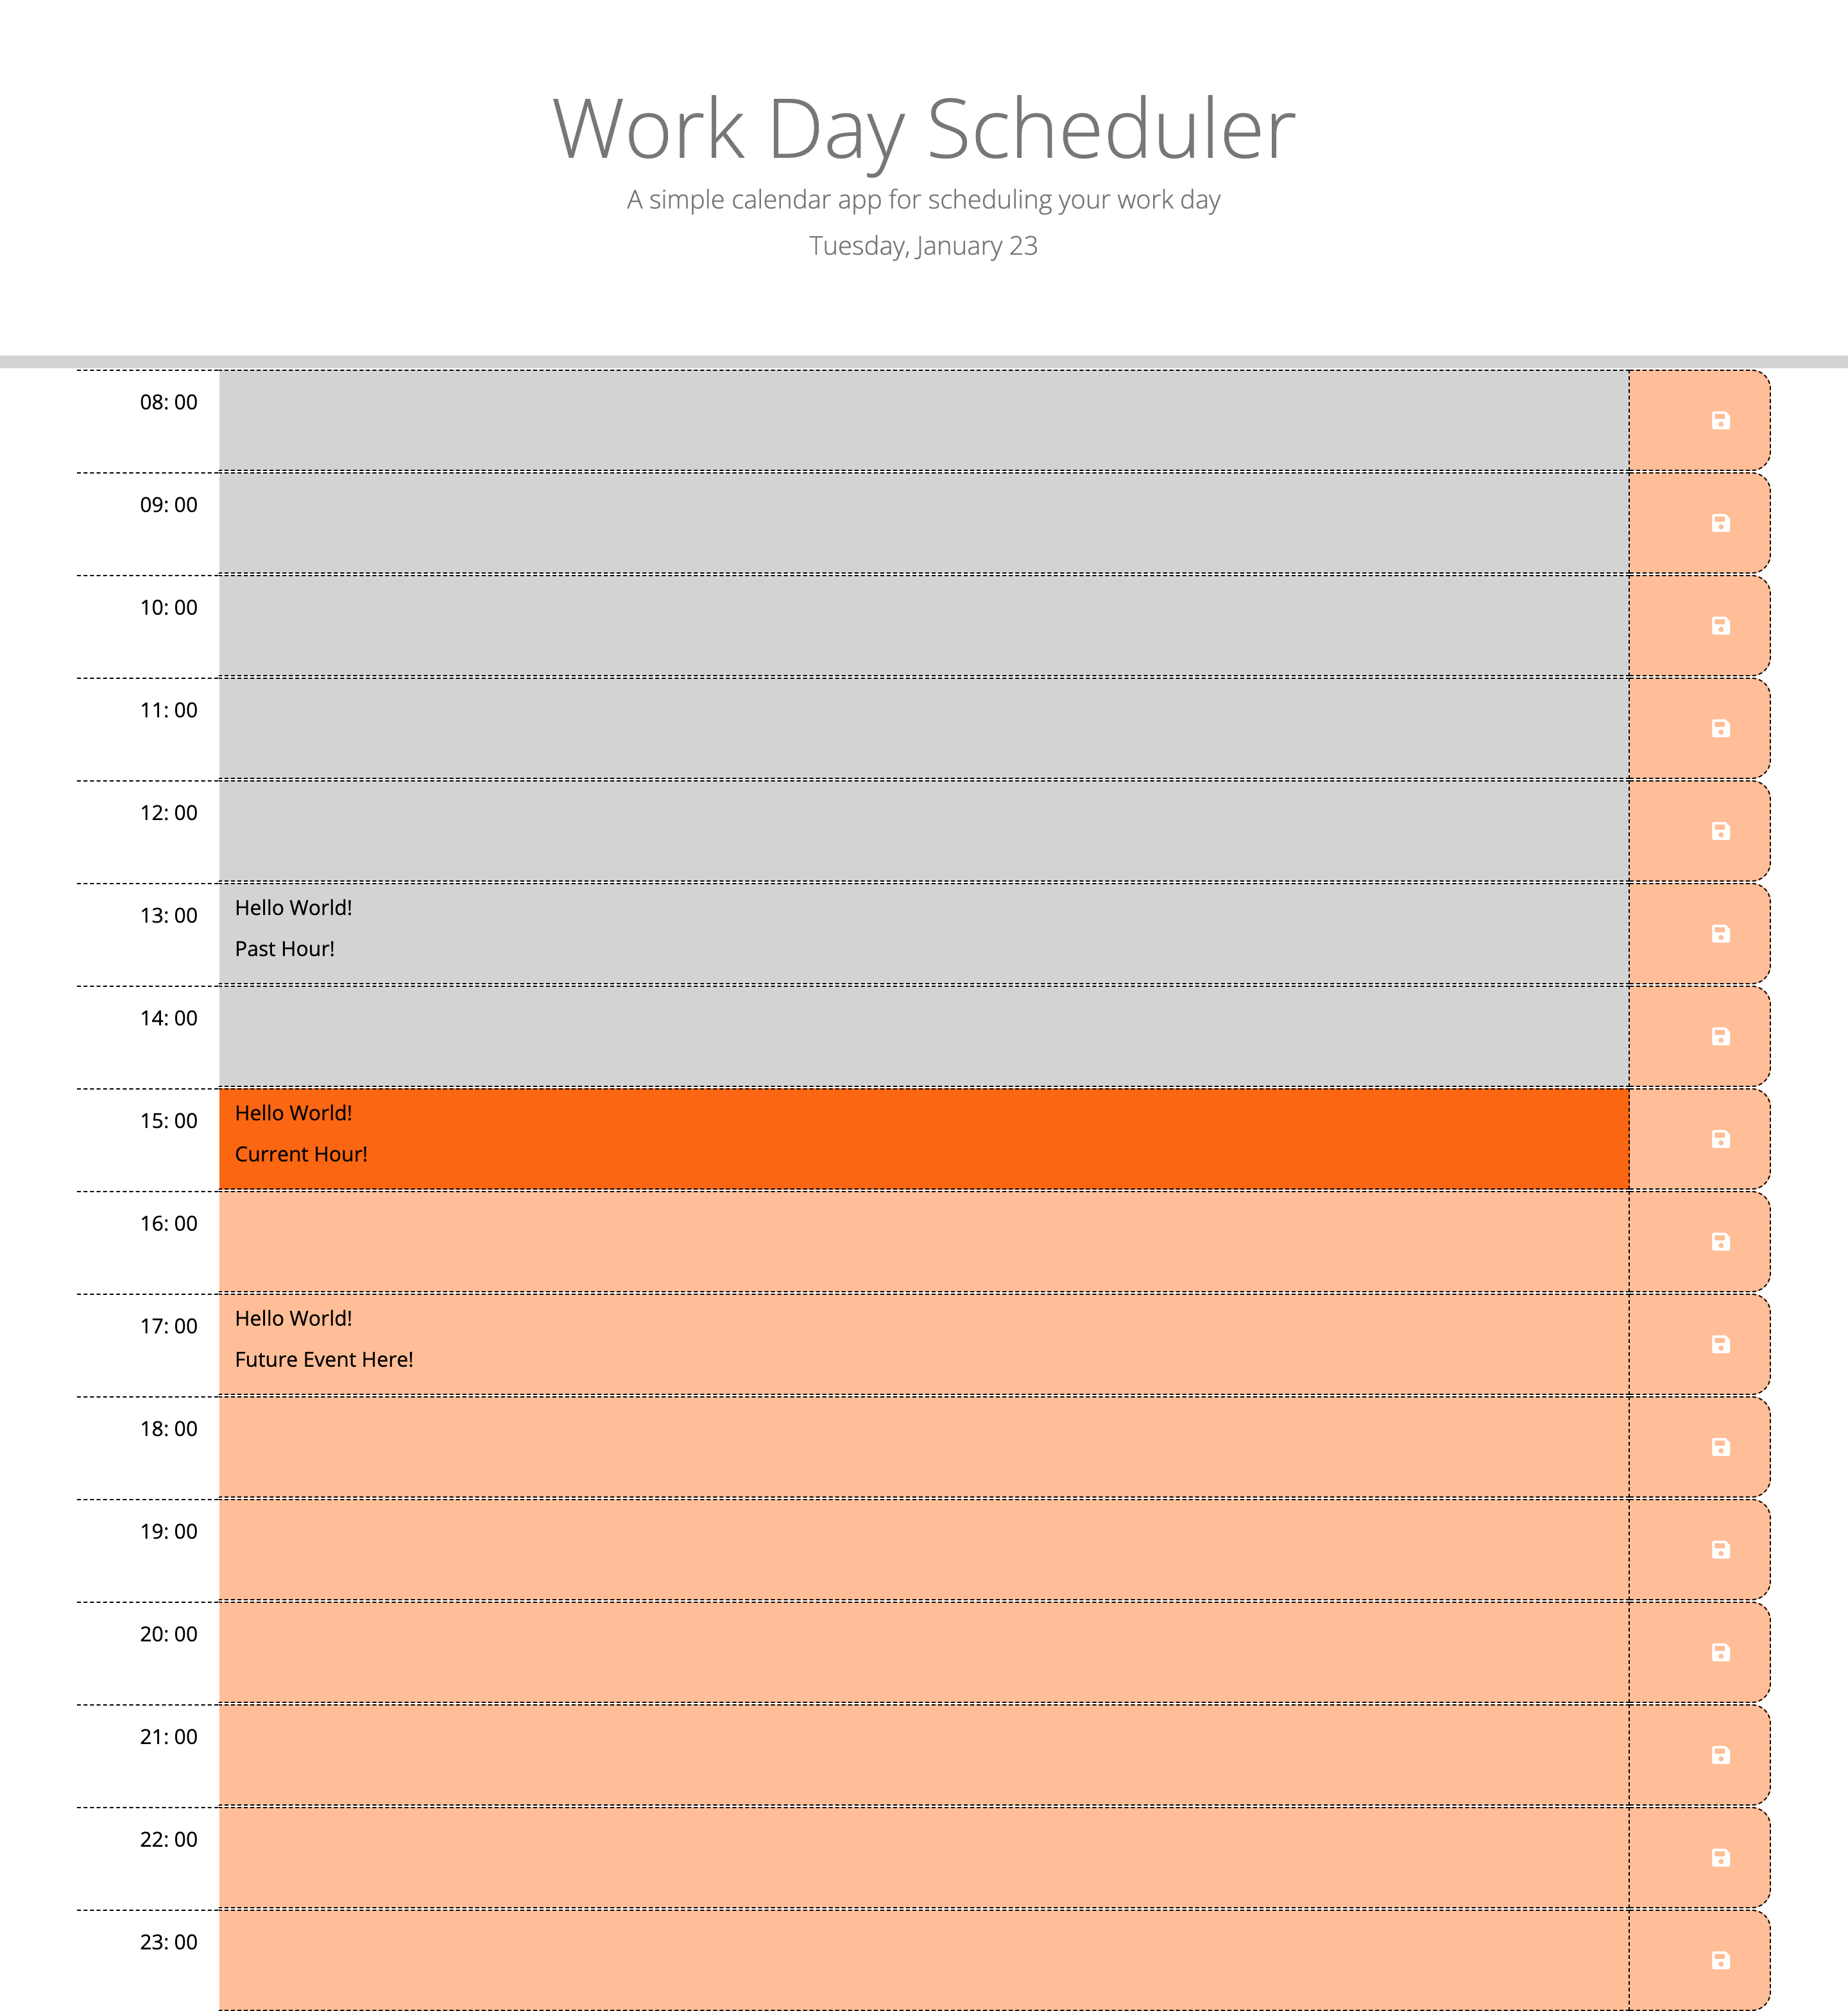 Work Day Scheduler
A simple calendar app for scheduling your work day
Tuesday, January 23
08: 00
09: 00
10: 00
11: 00
12: 00
13: 00
Hello World!
Past Hour!
14: 00
15: 00
Hello World!
Current Hour!
16: 00
17: 00
Hello World!
Future Event Here!
18: 00
19: 00
20: 00
21: 00
22: 00
23: 00